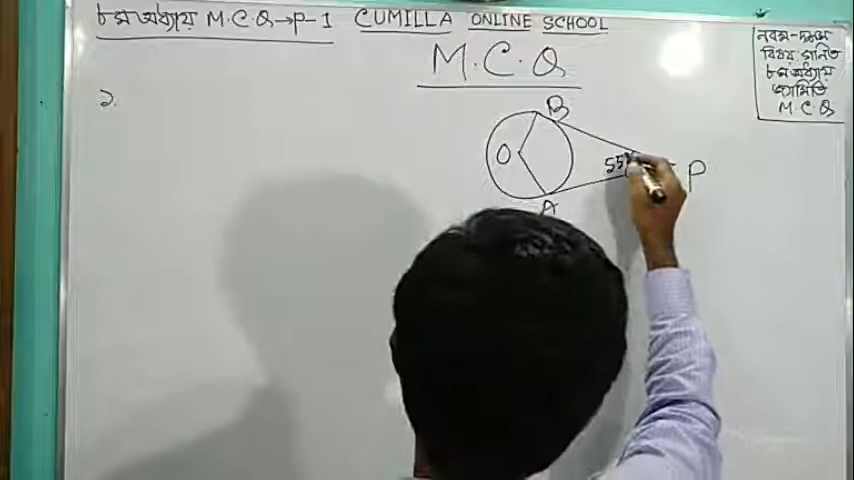 ৮ম অধ্যায় M.C.Q→P-1 CUMILLA ONLINE SCHOOL
M.C.Q
নবম-দশম
বিষয় গণিত
৮ম অধ্যায়
জ্যামিতি
M.C.Q
১.
B
O
55°
P
A